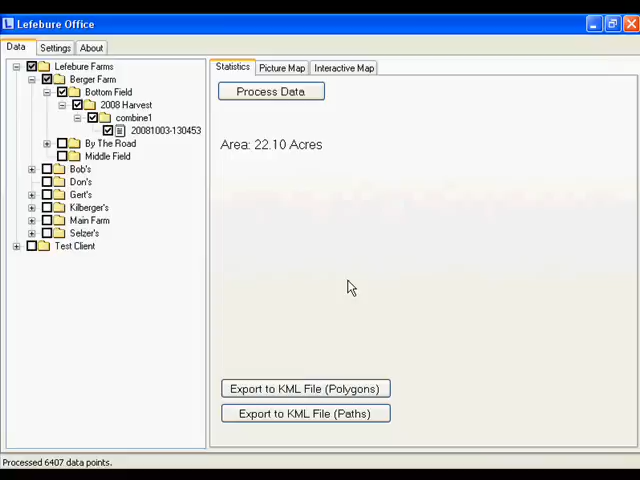 Lefebure Office
Data Settings About
Lefebure Farms
Berger Farm
Bottom Field
2008 Harvest
combine1
20081003-130453
By The Road
Middle Field
Bob's
Don's
Gert's
Kilberger's
Main Farm
Selzer's
Test Client
Statistics Picture Map Interactive Map
Process Data
Area: 22.10 Acres
Export to KML File (Polygons)
Export to KML File (Paths)
Processed 6407 data points.